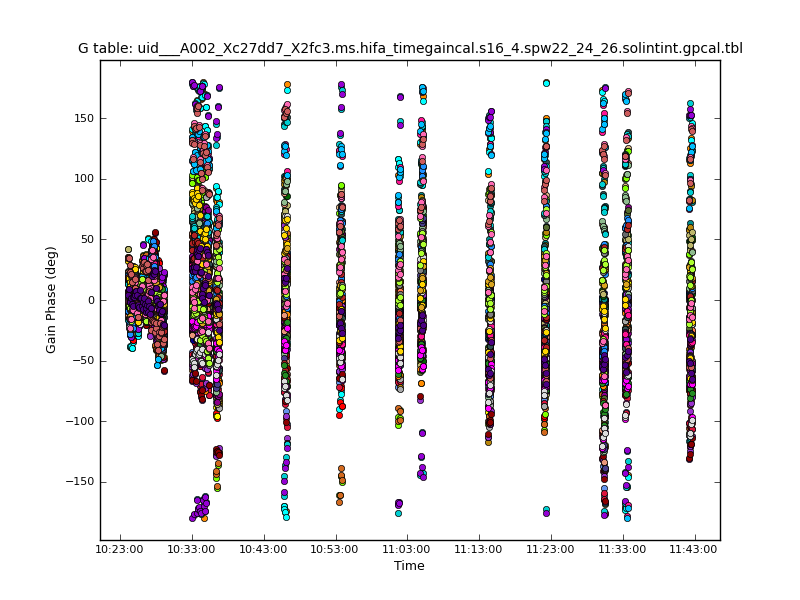 G table: uid___A002_Xc27dd7_X2fc3.ms.hifa_timegaincal.s16_4.spw22_24_26.solintint.gpcal.tbl
Gain Phase (deg)
150
100
50
0
−50
−100
−150
10:23:00 10:33:00 10:43:00 10:53:00 11:03:00 11:13:00 11:23:00 11:33:00 11:43:00
Time